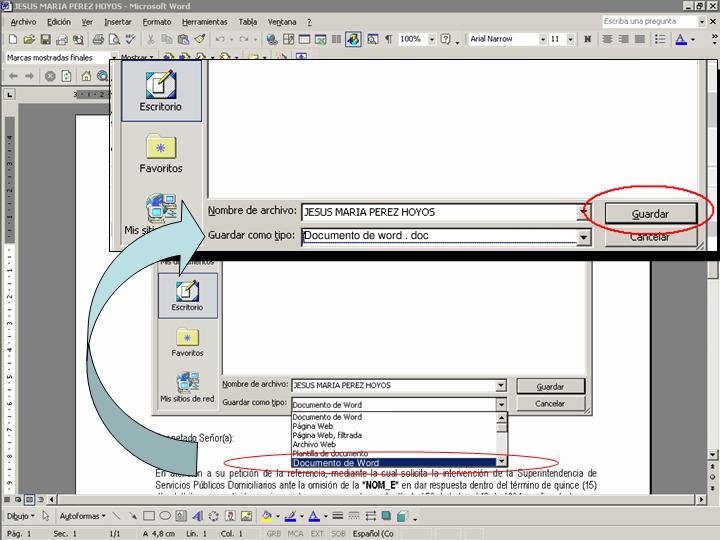 JESUS MARIA PEREZ HOYOS - Microsoft Word
Archivo Edición Ver Insertar Formato Herramientas Tabla Ventana ?
Escriba una pregunta
100%
Arial Narrow
11
Marcas mostradas finales
Mostrar
Escritorio
Favoritos
Mis siti
Nombre de archivo: JESUS MARIA PEREZ HOYOS
Guardar
Guardar como tipo: Documento de word . doc
Cancelar
Mis documentos
Escritorio
Favoritos
Mis sitios de red
Nombre de archivo: JESUS MARIA PEREZ HOYOS
Guardar
Guardar como tipo: Documento de Word
Cancelar
Documento de Word
Página Web
Página Web, filtrada
Archivo Web
Plantilla de documento
Documento de Word
petado Señor(a):
En atención a su petición de la referencia, mediante la cual solicita la intervención de la Superintendencia de
Servicios Públicos Domiciliarios ante la omisión de la "NOM_E" en dar respuesta dentro del término de quince (15)
Dibujo Autoformas
Pág. 1 Sec. 1 1/1 A 4,8 cm Lín. 1 Col. 1 GRB MCA EXT SOB Español (Co